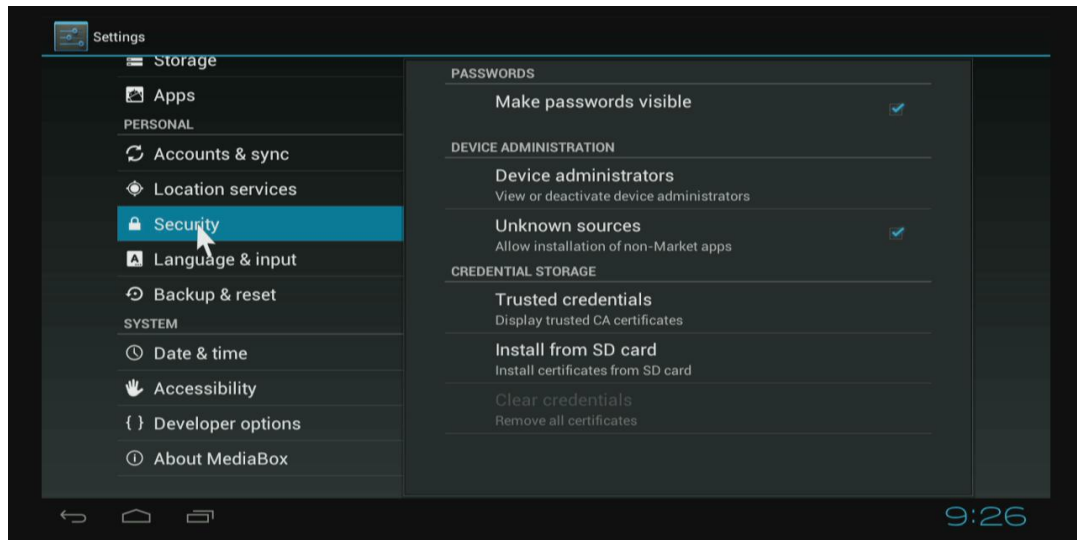 Settings
Storage
Apps
PERSONAL
Accounts & sync
Location services
Security
Language & input
Backup & reset
SYSTEM
Date & time
Accessibility
{ } Developer options
About MediaBox
PASSWORDS
Make passwords visible
DEVICE ADMINISTRATION
Device administrators
View or deactivate device administrators
Unknown sources
Allow installation of non-Market apps
CREDENTIAL STORAGE
Trusted credentials
Display trusted CA certificates
Install from SD card
Install certificates from SD card
Clear credentials
Remove all certificates
9:26